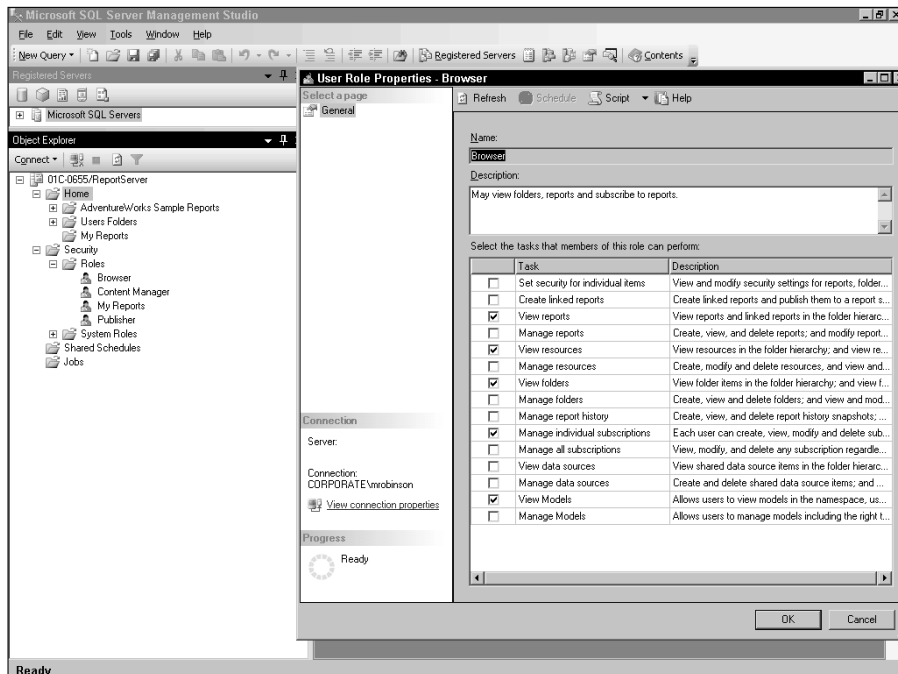 Microsoft SQL Server Management Studio
File Edit View Tools Window Help
New Query Registered Servers Contents
Registered Servers
Microsoft SQL Servers
Object Explorer
Connect
01C-0655/ReportServer
Home
AdventureWorks Sample Reports
Users Folders
My Reports
Security
Roles
Browser
Content Manager
My Reports
Publisher
System Roles
Shared Schedules
Jobs
User Role Properties - Browser
Select a page
General
Connection
Server:
Connection:
CORPORATE\mrobinson
View connection properties
Progress
Ready
Refresh Schedule Script Help
Name:
Browser
Description:
May view folders, reports and subscribe to reports.
Select the tasks that members of this role can perform:
Task Description
Set security for individual items View and modify security settings for reports, folder...
Create linked reports Create linked reports and publish them to a report s...
View reports View reports and linked reports in the folder hierarc...
Manage reports Create, view, and delete reports; and modify report...
View resources View resources in the folder hierarchy; and view re...
Manage resources Create, modify and delete resources, and view and...
View folders View folder items in the folder hierarchy; and view f...
Manage folders Create, view and delete folders; and view and mod...
Manage report history Create, view, and delete report history snapshots; ...
Manage individual subscriptions Each user can create, view, modify and delete sub...
Manage all subscriptions View, modify, and delete any subscription regardle...
View data sources View shared data source items in the folder hierarc...
Manage data sources Create and delete shared data source items; and ...
View Models Allows users to view models in the namespace, us...
Manage Models Allows users to manage models including the right t...
OK Cancel
Ready